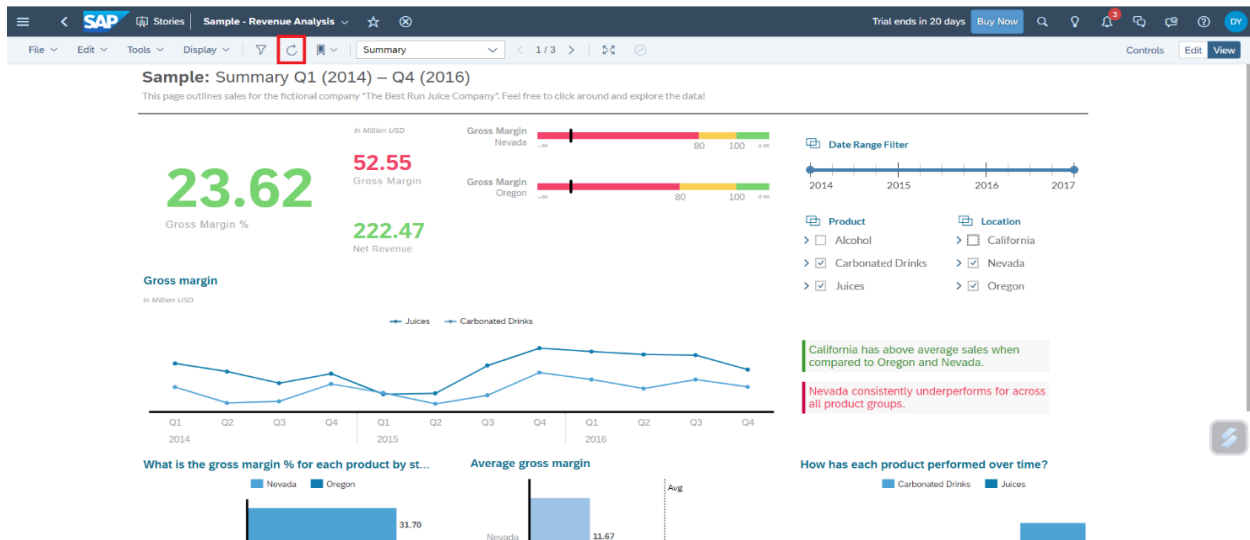 SAP Stories Sample - Revenue Analysis Trial ends in 20 days Buy Now 3 DY
File Edit Tools Display Summary 1 / 3 Controls Edit View
Sample: Summary Q1 (2014) – Q4 (2016)
This page outlines sales for the fictional company "The Best Run Juice Company". Feel free to click around and explore the data!
23.62
Gross Margin %
In Million USD
52.55
Gross Margin
222.47
Net Revenue
Gross Margin
Nevada
-∞ 80 100 +∞
Gross Margin
Oregon
-∞ 80 100 +∞
Date Range Filter
2014 2015 2016 2017
Product
Alcohol
Carbonated Drinks
Juices
Location
California
Nevada
Oregon
Gross margin
in Million USD
Juices Carbonated Drinks
Q1 Q2 Q3 Q4 Q1 Q2 Q3 Q4 Q1 Q2 Q3 Q4
2014 2015 2016
California has above average sales when
compared to Oregon and Nevada.
Nevada consistently underperforms for across
all product groups.
What is the gross margin % for each product by st...
Nevada Oregon
31.70
Average gross margin
Avg
Nevada 11.67
How has each product performed over time?
Carbonated Drinks Juices